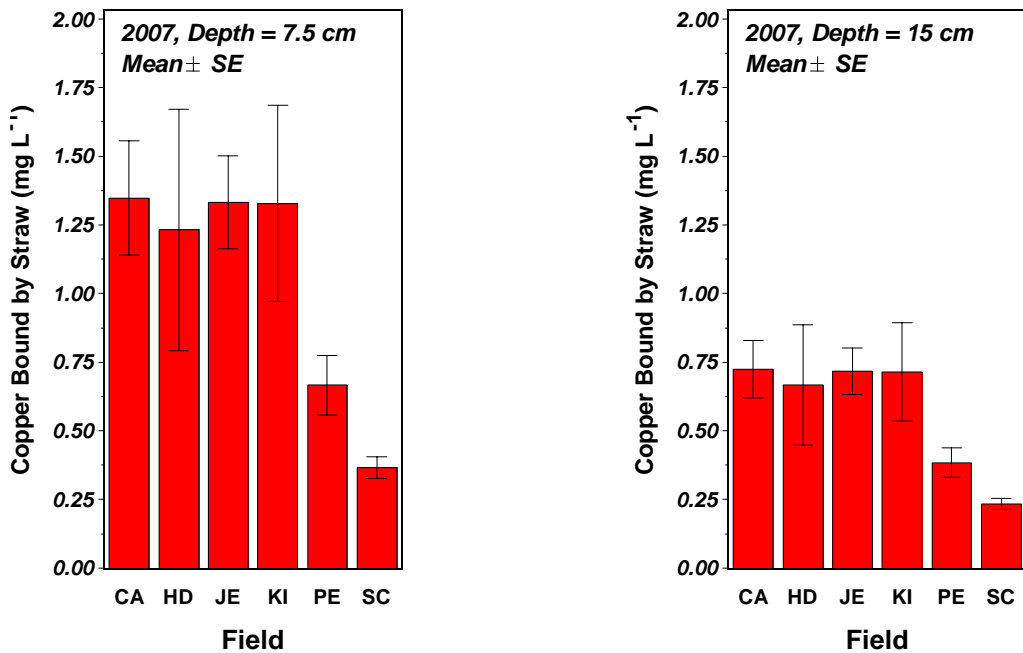 2007, Depth = 7.5 cm
Mean ± SE
Copper Bound by Straw (mg L⁻¹)
2.00
1.75
1.50
1.25
1.00
0.75
0.50
0.25
0.00
CA HD JE KI PE SC
Field
2007, Depth = 15 cm
Mean ± SE
Copper Bound by Straw (mg L⁻¹)
2.00
1.75
1.50
1.25
1.00
0.75
0.50
0.25
0.00
CA HD JE KI PE SC
Field